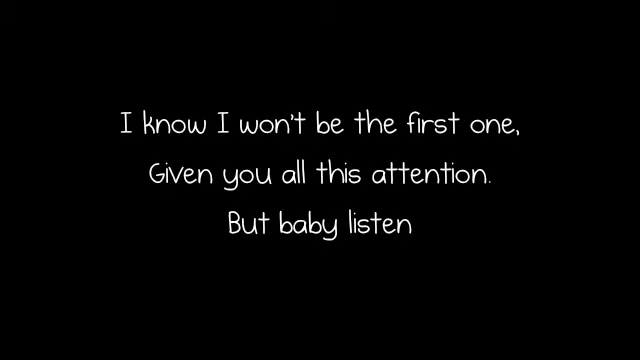 I know I won't be the first one,
Given you all this attention.
But baby listen